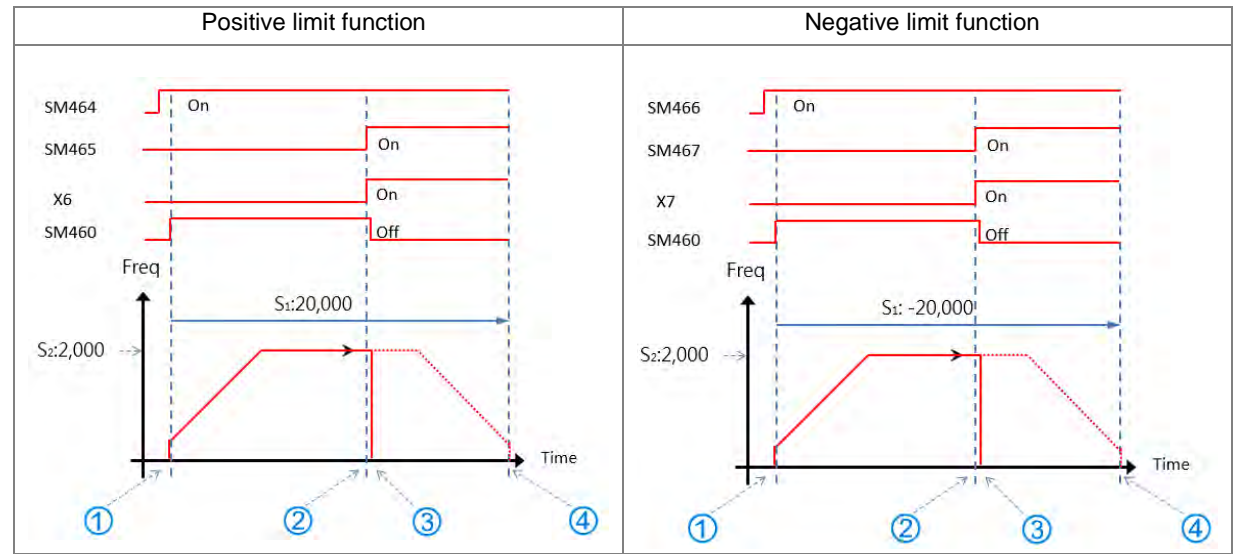 Positive limit function
Negative limit function
SM464
On
SM465
On
X6
On
SM460
Off
Freq
S₁:20,000
S₂:2,000
Time
① ② ③ ④
SM466
On
SM467
On
X7
On
SM460
Off
Freq
S₁: -20,000
S₂:2,000
Time
① ② ③ ④